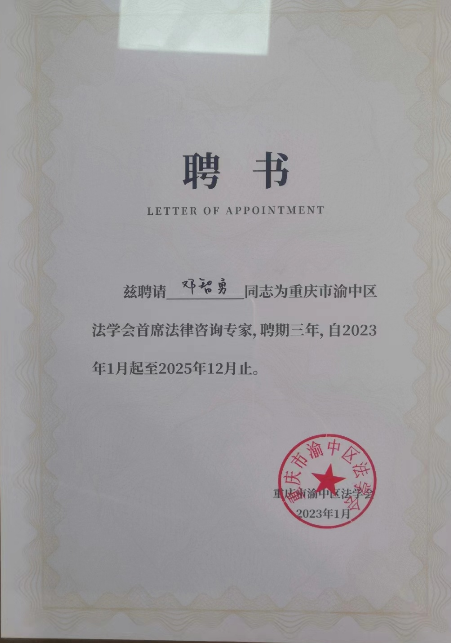 聘书
LETTER OF APPOINTMENT
兹聘请邓智勇同志为重庆市渝中区
法学会首席法律咨询专家,聘期三年,自2023
年1月起至2025年12月止。
重庆市渝中区法学会
重庆市渝中区法学会
2023年1月